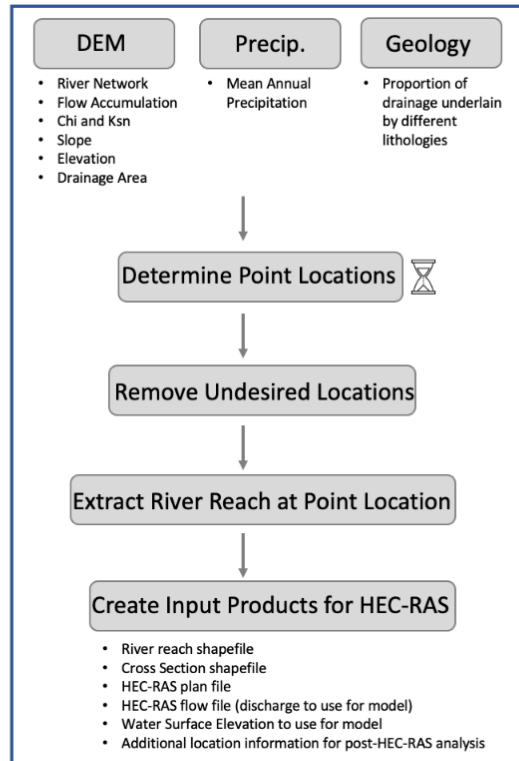 DEM
• River Network
• Flow Accumulation
• Chi and Ksn
• Slope
• Elevation
• Drainage Area
Precip.
• Mean Annual
Precipitation
Geology
• Proportion of
drainage underlain
by different
lithologies
Determine Point Locations
Remove Undesired Locations
Extract River Reach at Point Location
Create Input Products for HEC-RAS
• River reach shapefile
• Cross Section shapefile
• HEC-RAS plan file
• HEC-RAS flow file (discharge to use for model)
• Water Surface Elevation to use for model
• Additional location information for post-HEC-RAS analysis